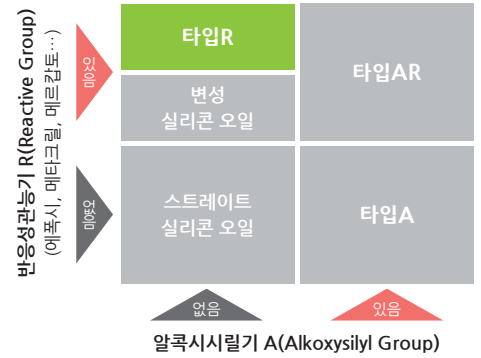 반응성관능기 R(Reactive Group)
(에폭시, 메타크릴, 메르캅토…)
있음
없음
타입R
변성
실리콘 오일
타입AR
스트레이트
실리콘 오일
타입A
없음
있음
알콕시시릴기 A(Alkoxysilyl Group)